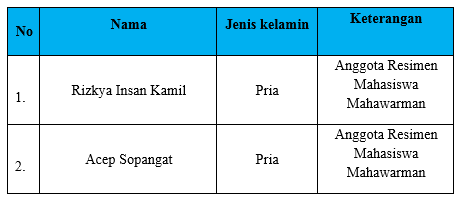 No Nama Jenis kelamin Keterangan
1. Rizkya Insan Kamil Pria Anggota Resimen
Mahasiswa
Mahawarman
2. Acep Sopangat Pria Anggota Resimen
Mahasiswa
Mahawarman